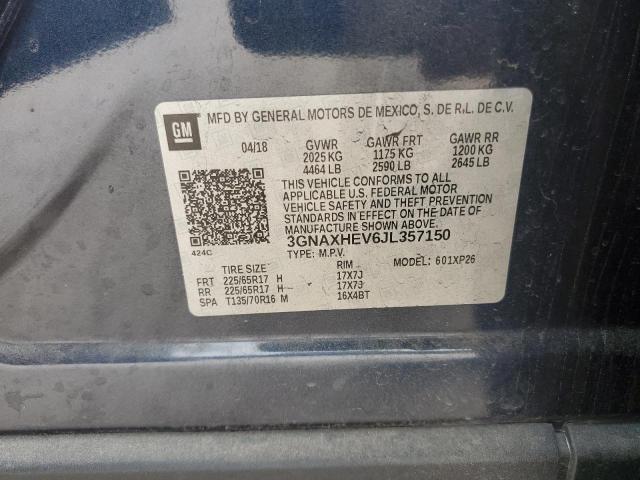 MFD BY GENERAL MOTORS DE MEXICO, S. DE R.L. DE C.V.
GM
04/18 GVWR GAWR FRT GAWR RR
2025 KG 1175 KG 1200 KG
4464 LB 2590 LB 2645 LB
THIS VEHICLE CONFORMS TO ALL
APPLICABLE U.S. FEDERAL MOTOR
VEHICLE SAFETY AND THEFT PREVENTION
STANDARDS IN EFFECT ON THE DATE OF
MANUFACTURE SHOWN ABOVE.
3GNAXHEV6JL357150
424C
TYPE: M.P.V. MODEL: 601XP26
TIRE SIZE RIM
FRT 225/65R17 H 17X7J
RR 225/65R17 H 17X7J
SPA T135/70R16 M 16X4BT